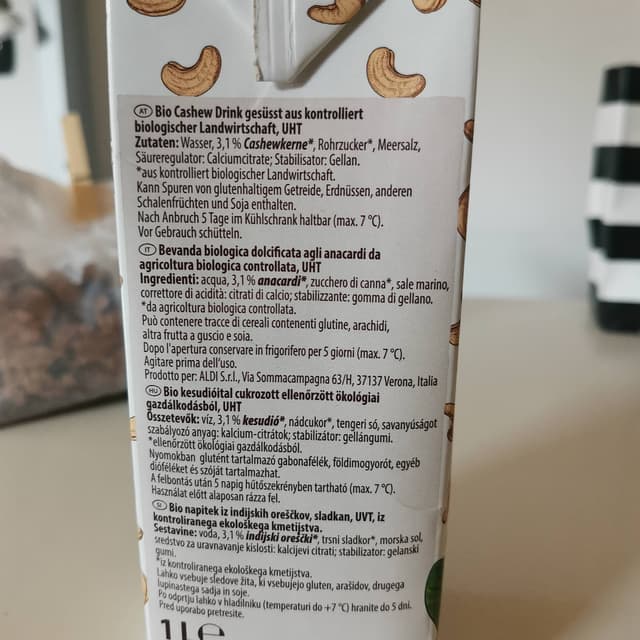 AT Bio Cashew Drink gesüsst aus kontrolliert
biologischer Landwirtschaft, UHT
Zutaten: Wasser, 3,1 % Cashewkerne*, Rohrzucker*, Meersalz,
Säureregulator: Calciumcitrate; Stabilisator: Gellan.
*aus kontrolliert biologischer Landwirtschaft.
Kann Spuren von glutenhaltigem Getreide, Erdnüssen, anderen
Schalenfrüchten und Soja enthalten.
Nach Anbruch 5 Tage im Kühlschrank haltbar (max. 7 °C).
Vor Gebrauch schütteln.
IT Bevanda biologica dolcificata agli anacardi da
agricoltura biologica controllata, UHT
Ingredienti: acqua, 3,1 % anacardi*, zucchero di canna*, sale marino,
correttore di acidità: citrati di calcio; stabilizzante: gomma di gellano.
*da agricoltura biologica controllata.
Può contenere tracce di cereali contenenti glutine, arachidi,
altra frutta a guscio e soia.
Dopo l'apertura conservare in frigorifero per 5 giorni (max. 7 °C).
Agitare prima dell'uso.
Prodotto per: ALDI S.r.l., Via Sommacampagna 63/H, 37137 Verona, Italia
HU Bio kesudióital cukrozott ellenőrzött ökológiai
gazdálkodásból, UHT
Összetevők: víz, 3,1 % kesudió*, nádcukor*, tengeri só, savanyúságot
szabályozó anyag: kalcium-citrátok; stabilizátor: gellángumi.
*ellenőrzött ökológiai gazdálkodásból.
Nyomokban glutént tartalmazó gabonafélék, földimogyorót, egyéb
dióféléket és szóját tartalmazhat.
A felbontás után 5 napig hűtőszekrényben tartható (max. 7 °C).
Használat előtt alaposan rázza fel.
SI Bio napitek iz indijskih oreščkov, sladkan, UVT, iz
kontroliranega ekološkega kmetijstva.
Sestavine: voda, 3,1 % indijski oreščki*, trsni sladkor*, morska sol,
sredstvo za uravnavanje kislosti: kalcijevi citrati; stabilizator: gelanski
gumi.
*iz kontroliranega ekološkega kmetijstva.
Lahko vsebuje sledove žita, ki vsebujejo gluten, arašidov, drugega
lupinastega sadja in soje.
Po odprtju lahko v hladilniku (temperaturi do +7 °C) hranite do 5 dni.
Pred uporabo pretresite.
1L e